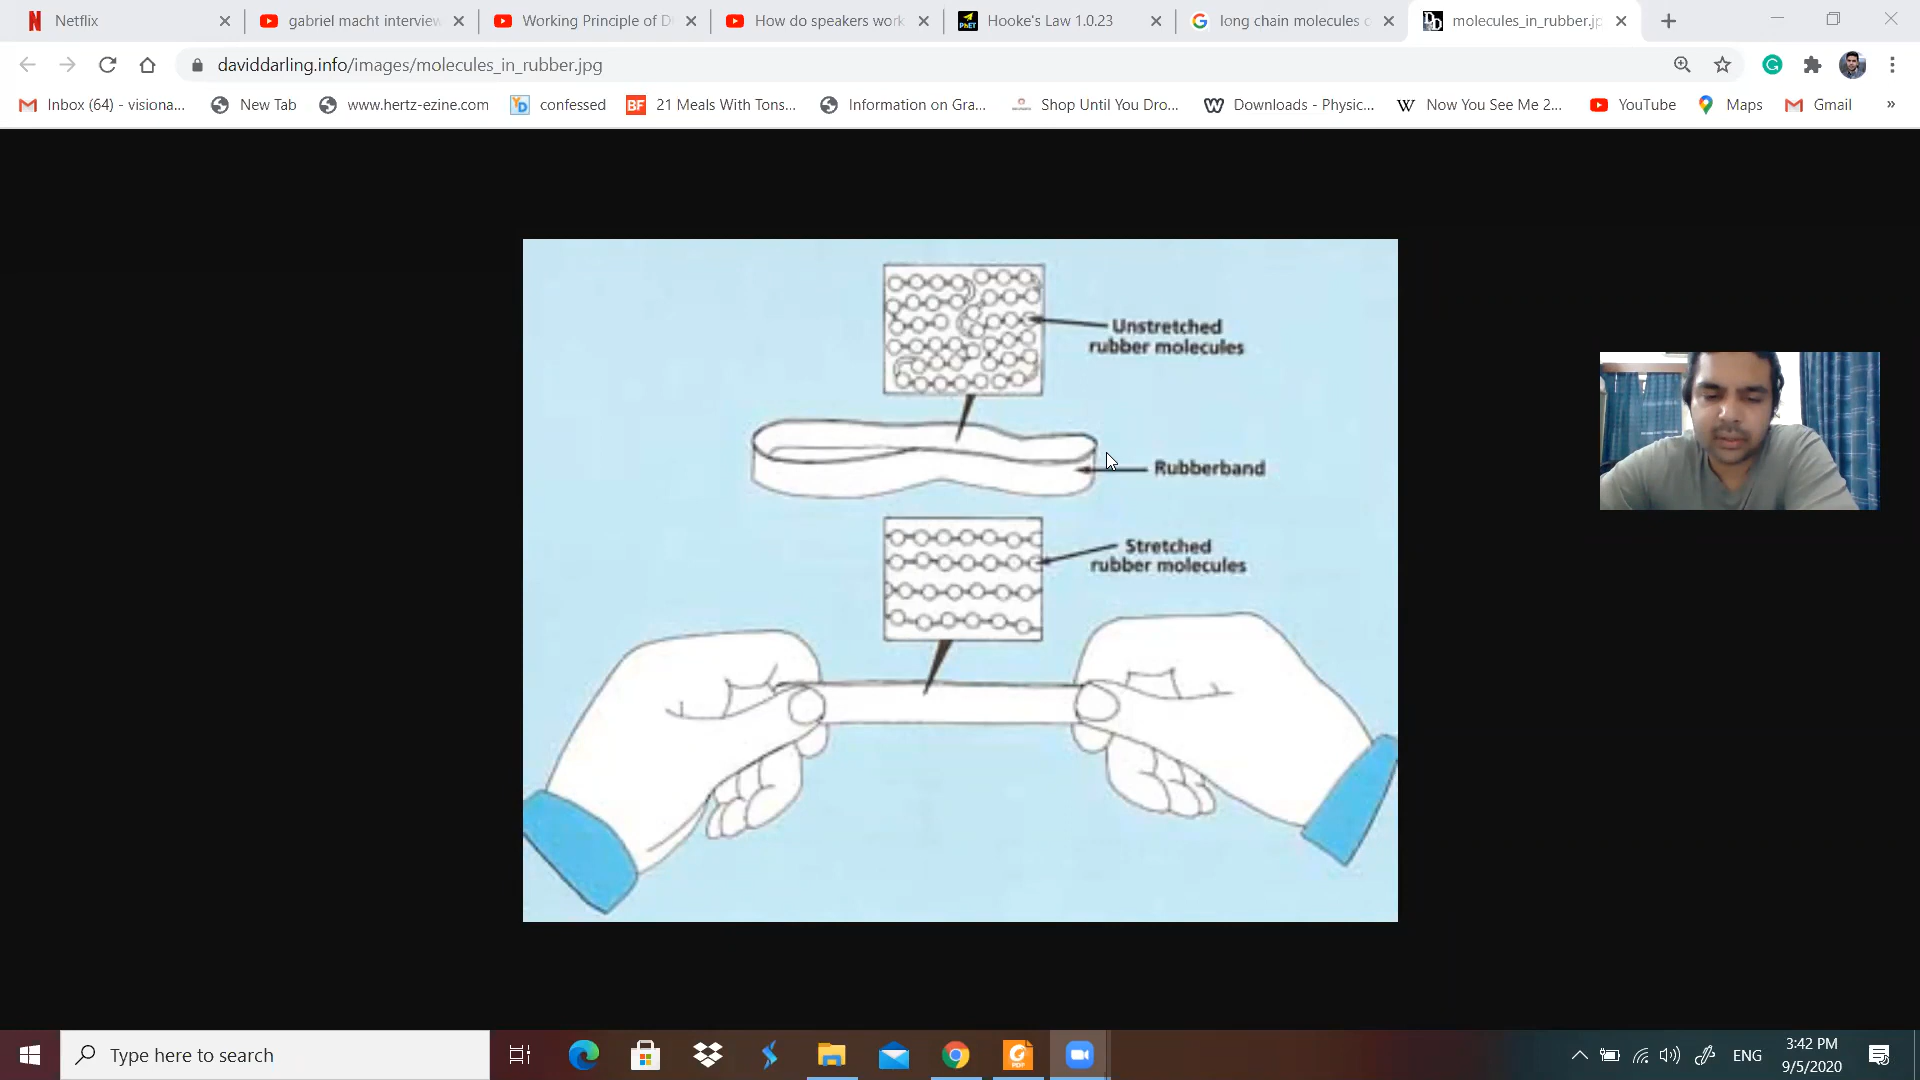 Netflix
gabriel macht interview
Working Principle of D
How do speakers work
Hooke's Law 1.0.23
long chain molecules o
molecules_in_rubber.jp
daviddarling.info/images/molecules_in_rubber.jpg
Inbox (64) - visiona...
New Tab
www.hertz-ezine.com
confessed
BF
21 Meals With Tons...
Information on Gra...
Shop Until You Dro...
Downloads - Physic...
Now You See Me 2...
YouTube
Maps
Gmail
»
Unstretched
rubber molecules
Rubberband
Stretched
rubber molecules
Type here to search
ENG
3:42 PM
9/5/2020